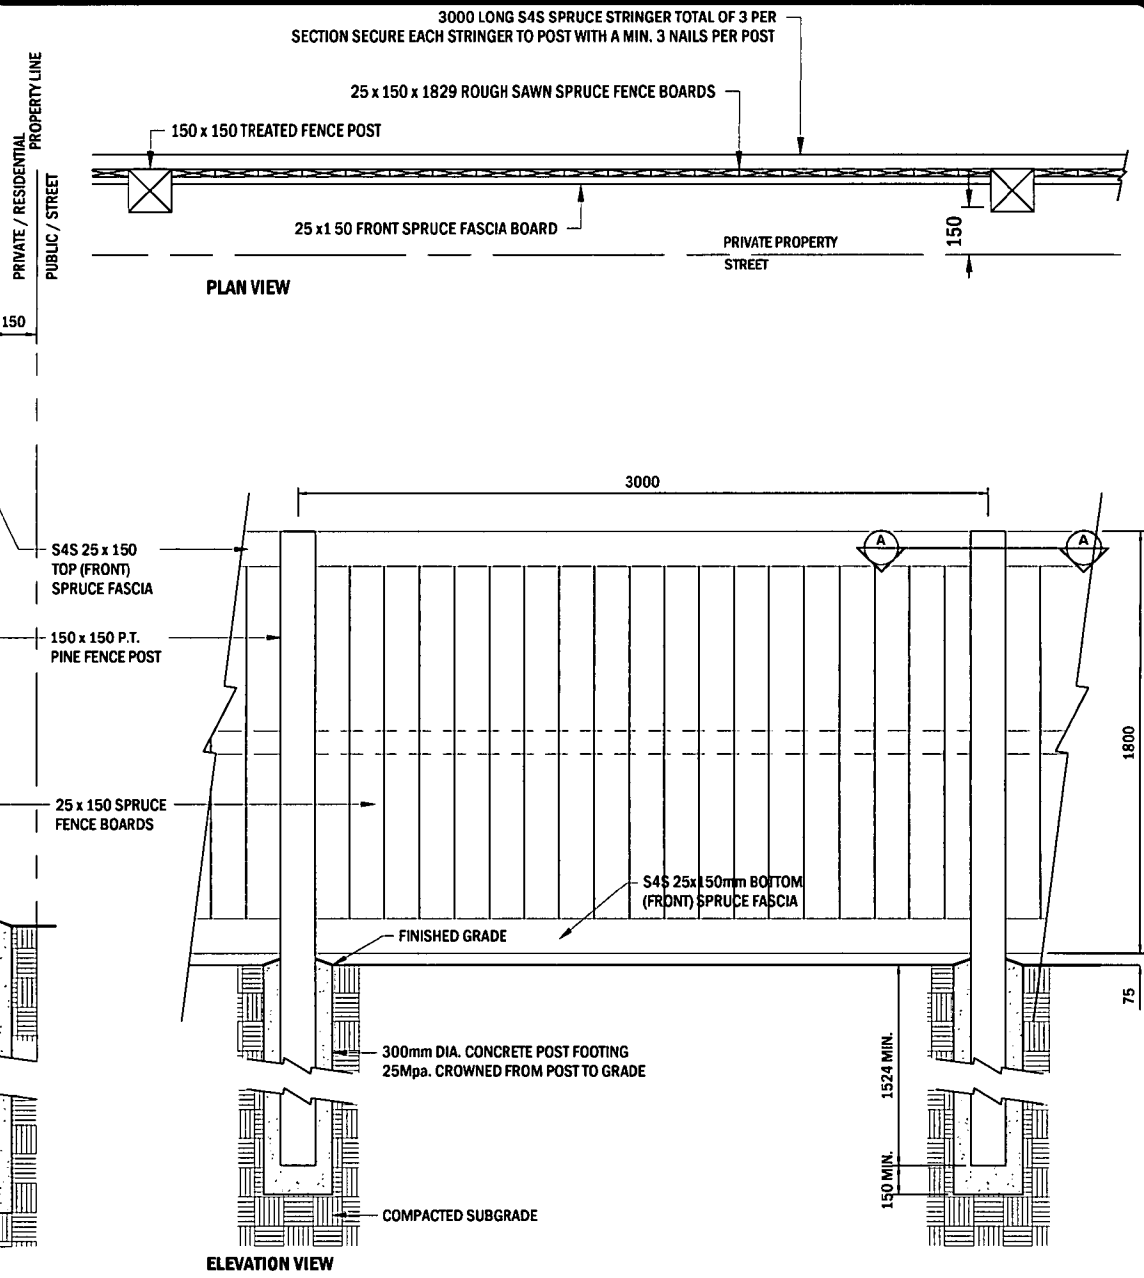 3000 LONG S4S SPRUCE STRINGER TOTAL OF 3 PER
SECTION SECURE EACH STRINGER TO POST WITH A MIN. 3 NAILS PER POST
25 x 150 x 1829 ROUGH SAWN SPRUCE FENCE BOARDS
150 x 150 TREATED FENCE POST
PRIVATE / RESIDENTIAL
PROPERTY LINE
PUBLIC / STREET
25 x1 50 FRONT SPRUCE FASCIA BOARD
150
PRIVATE PROPERTY
STREET
PLAN VIEW
150
3000
S4S 25 x 150
TOP (FRONT)
SPRUCE FASCIA
A
A
150 x 150 P.T.
PINE FENCE POST
1800
25 x 150 SPRUCE
FENCE BOARDS
S4S 25x150mm BOTTOM
(FRONT) SPRUCE FASCIA
FINISHED GRADE
75
300mm DIA. CONCRETE POST FOOTING
25Mpa. CROWNED FROM POST TO GRADE
1524 MIN.
150 MIN.
COMPACTED SUBGRADE
ELEVATION VIEW